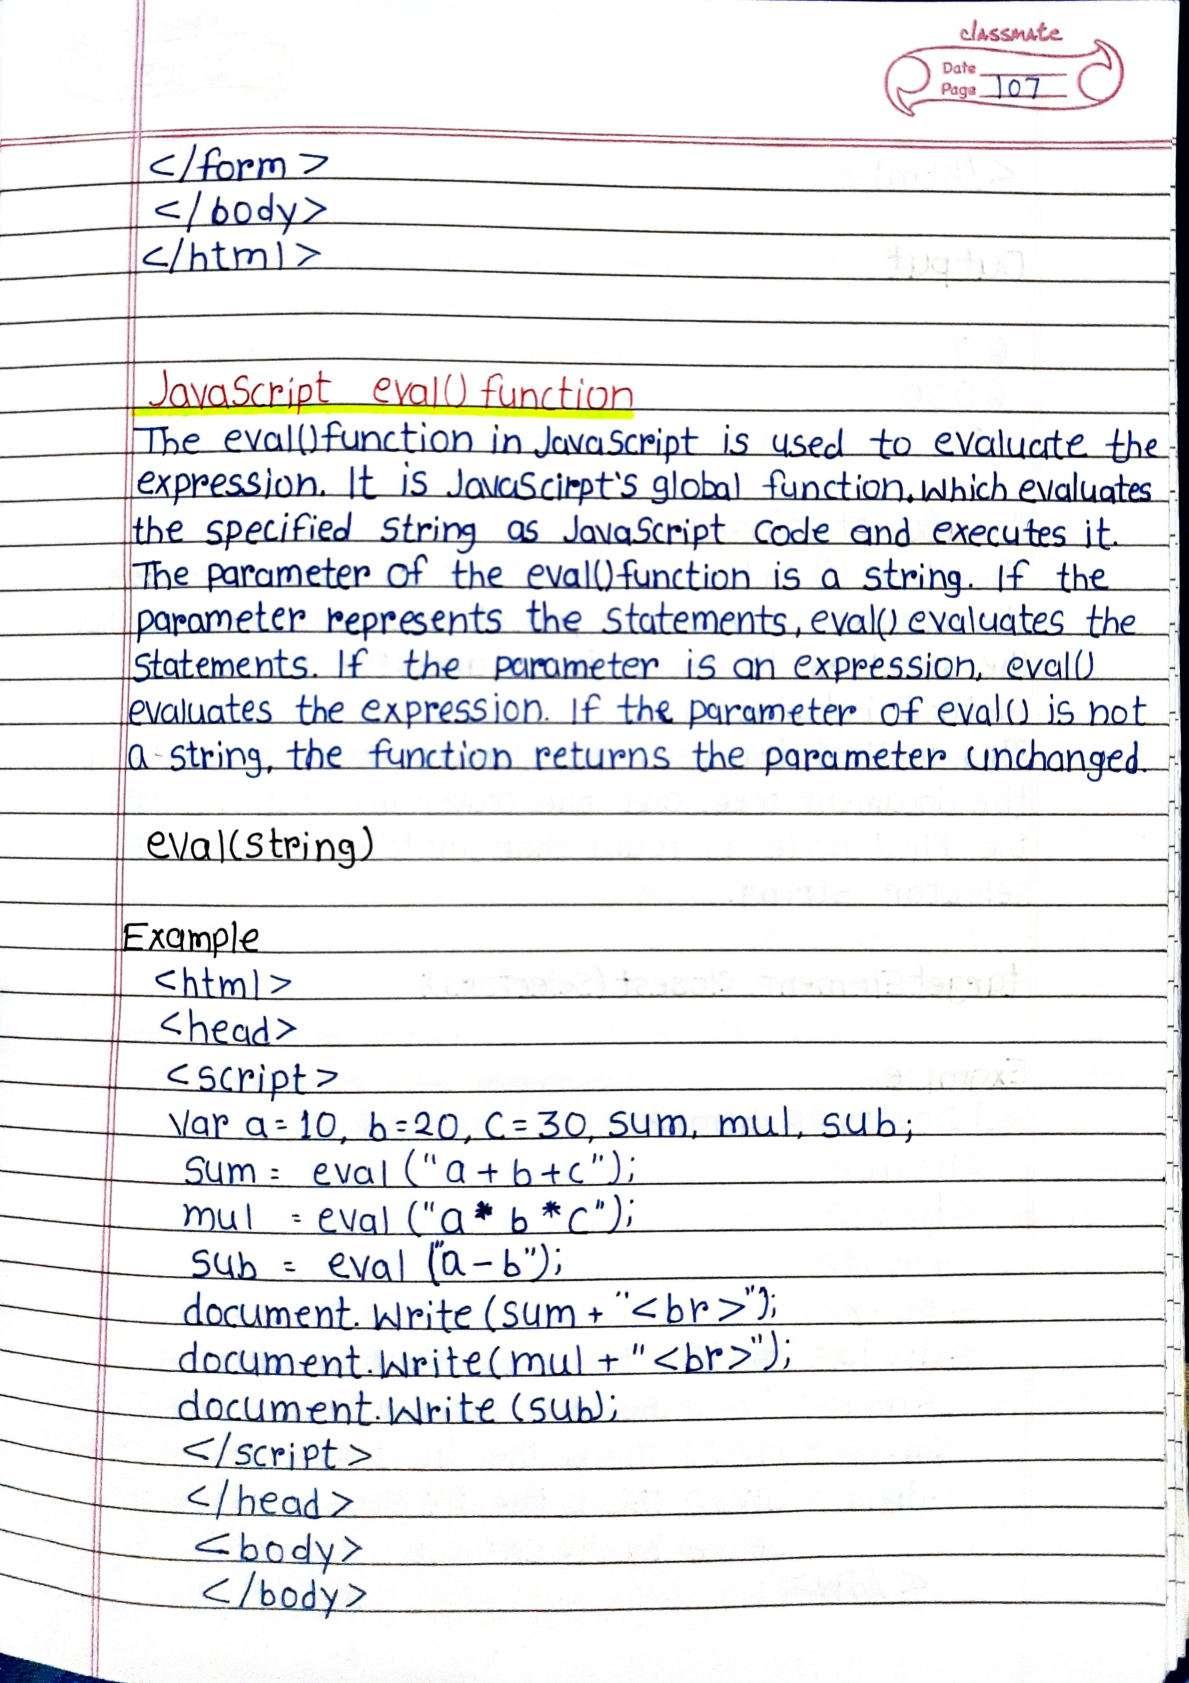 classmate
Date
Page 107
</form>
</body>
</html>
JavaScript eval() function
The eval() function in JavaScript is used to evaluate the
expression. It is JavaScirpt's global function, which evaluates
the specified string as JavaScript code and executes it.
The parameter of the eval() function is a string. If the
parameter represents the statements, eval() evaluates the
statements. If the parameter is an expression, eval()
evaluates the expression. If the parameter of eval() is not
a string, the function returns the parameter unchanged.
eval(string)
Example
<html>
<head>
<script>
var a=10, b=20, c=30, sum, mul, sub;
sum = eval ("a+b+c");
mul = eval ("a*b*c");
sub = eval ("a-b");
document.write (sum + "<br>");
document.write(mul + "<br>");
document.write (sub);
</script>
</head>
<body>
</body>